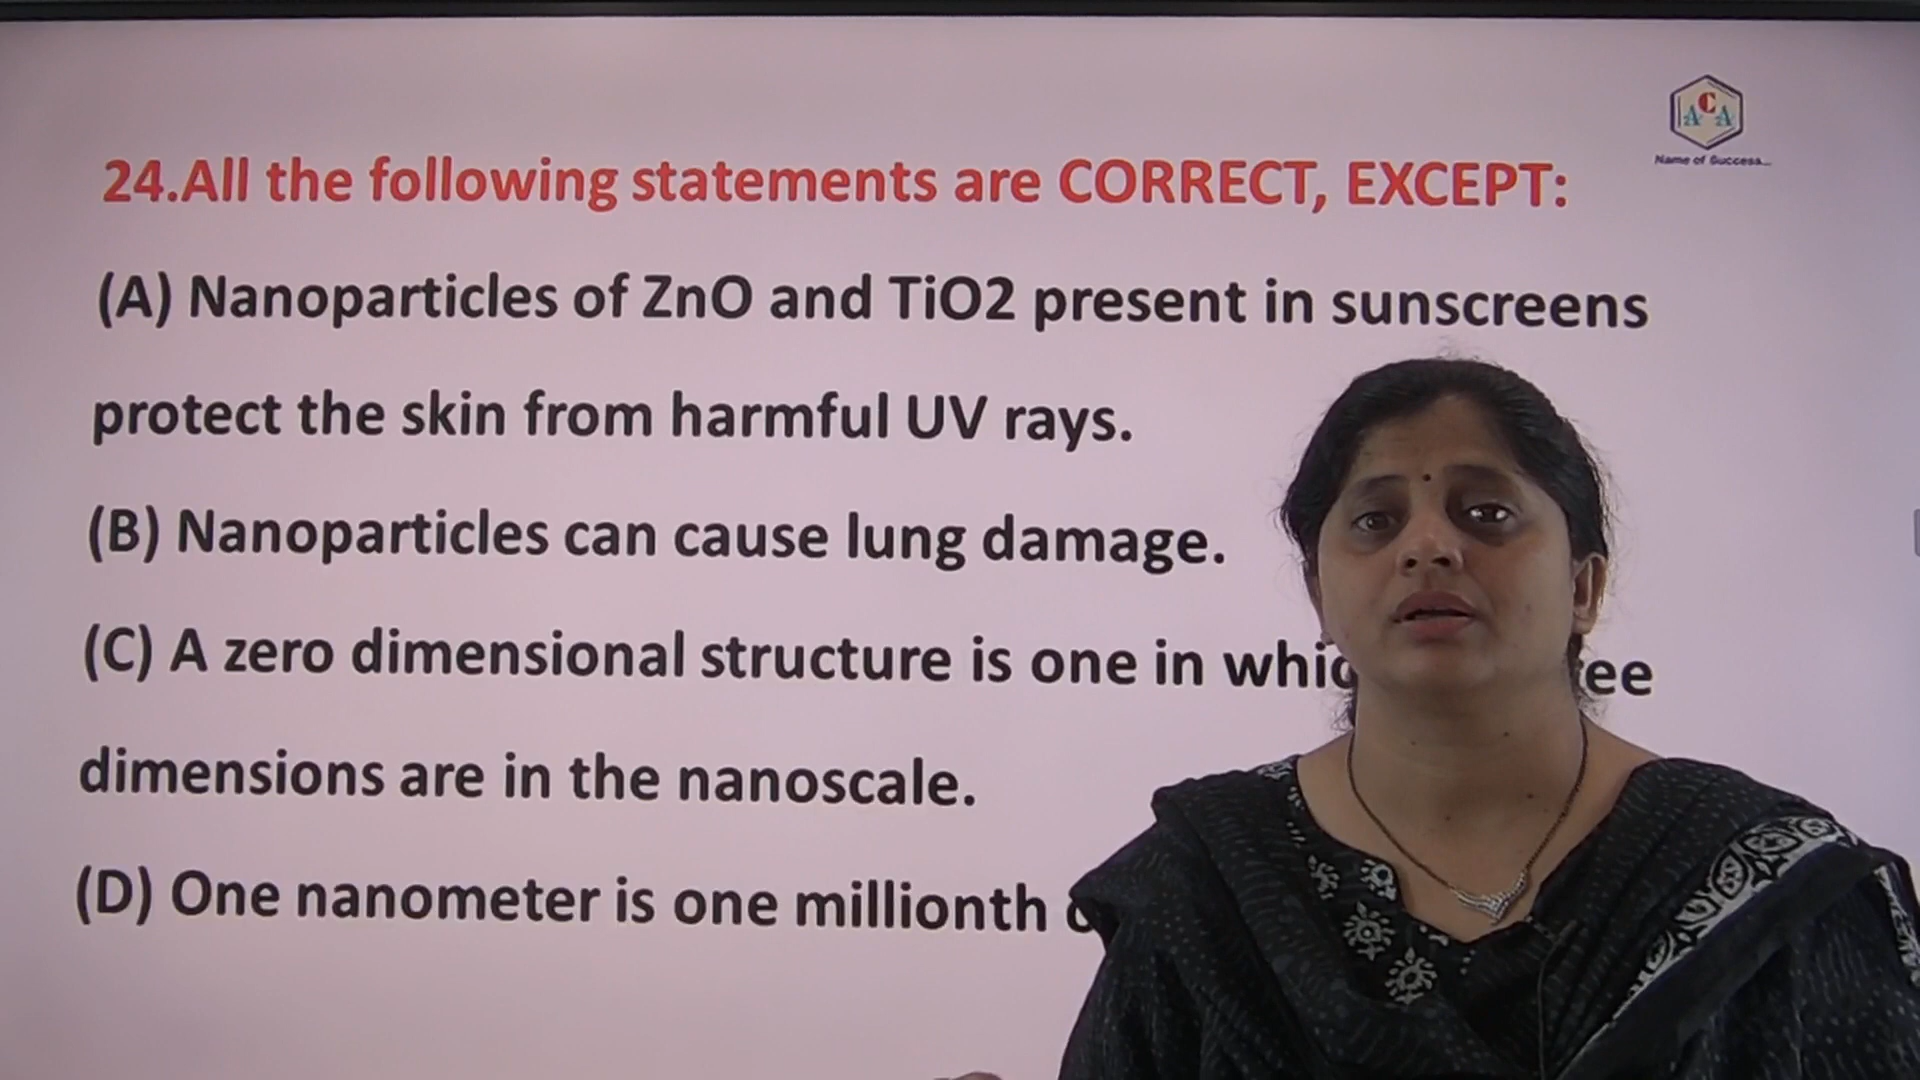 ACA
Name of Success...
24.All the following statements are CORRECT, EXCEPT:
(A) Nanoparticles of ZnO and TiO2 present in sunscreens
protect the skin from harmful UV rays.
(B) Nanoparticles can cause lung damage.
(C) A zero dimensional structure is one in
dimensions are in the nanoscale.
(D) One nanometer is one millionth